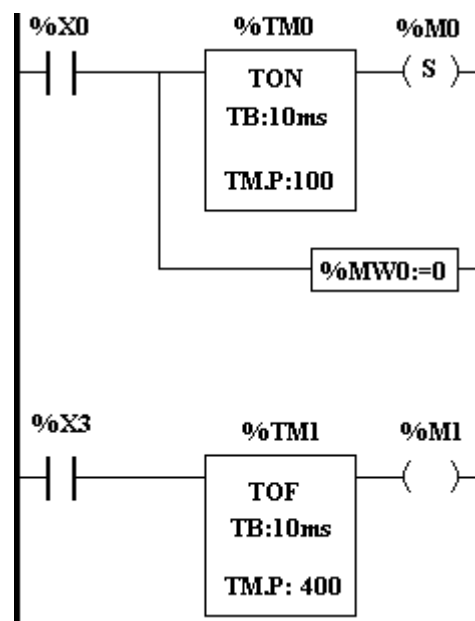 %X0 %TM0 %M0
TON
( S )
TB:10ms
TM.P:100
%MW0:=0
%X3 %TM1 %M1
TOF
( )
TB:10ms
TM.P: 400